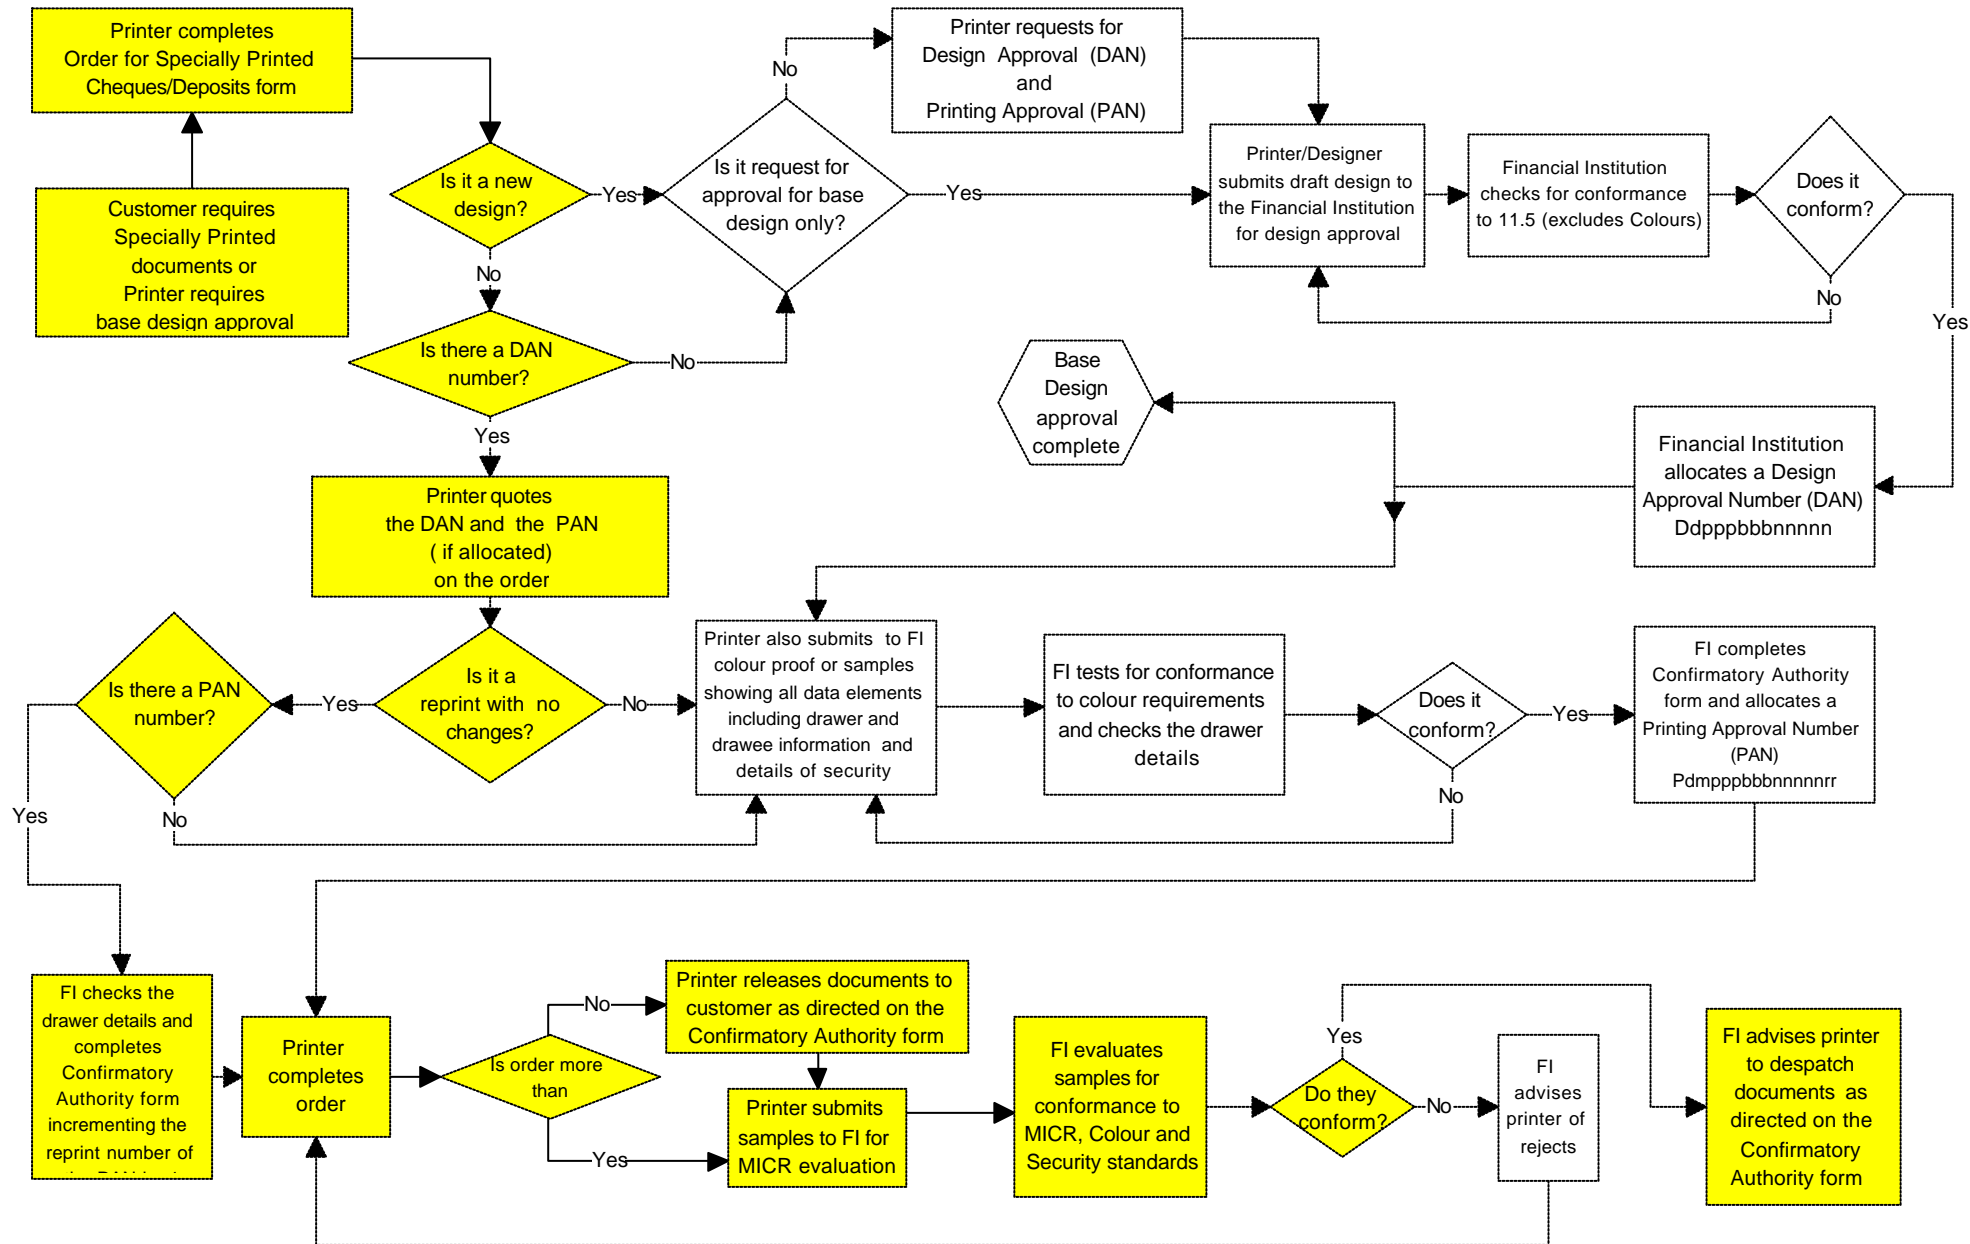 Printer completes
Order for Specially Printed
Cheques/Deposits form
Customer requires
Specially Printed
documents or
Printer requires
base design approval
Is it a new
design?
Yes
No
Is there a DAN
number?
No
Yes
Is it request for
approval for base
design only?
No
Yes
Printer requests for
Design Approval (DAN)
and
Printing Approval (PAN)
Printer/Designer
submits draft design to
the Financial Institution
for design approval
Financial Institution
checks for conformance
to 11.5 (excludes Colours)
Does it
conform?
No
Yes
Base
Design
approval
complete
Financial Institution
allocates a Design
Approval Number (DAN)
Ddpppbbbnnnnn
Printer quotes
the DAN and the PAN
( if allocated)
on the order
Is there a PAN
number?
Yes
No
Is it a
reprint with no
changes?
Yes
No
Printer also submits to FI
colour proof or samples
showing all data elements
including drawer and
drawee information and
details of security
FI tests for conformance
to colour requirements
and checks the drawer
details
Does it
conform?
Yes
No
FI completes
Confirmatory Authority
form and allocates a
Printing Approval Number
(PAN)
Pdmpppbbbnnnnnrr
FI checks the
drawer details and
completes
Confirmatory
Authority form
incrementing the
reprint number of
Printer
completes
order
Is order more
than
No
Yes
Printer releases documents to
customer as directed on the
Confirmatory Authority form
Printer submits
samples to FI for
MICR evaluation
FI evaluates
samples for
conformance to
MICR, Colour and
Security standards
Do they
conform?
Yes
No
FI
advises
printer of
rejects
FI advises printer
to despatch
documents as
directed on the
Confirmatory
Authority form